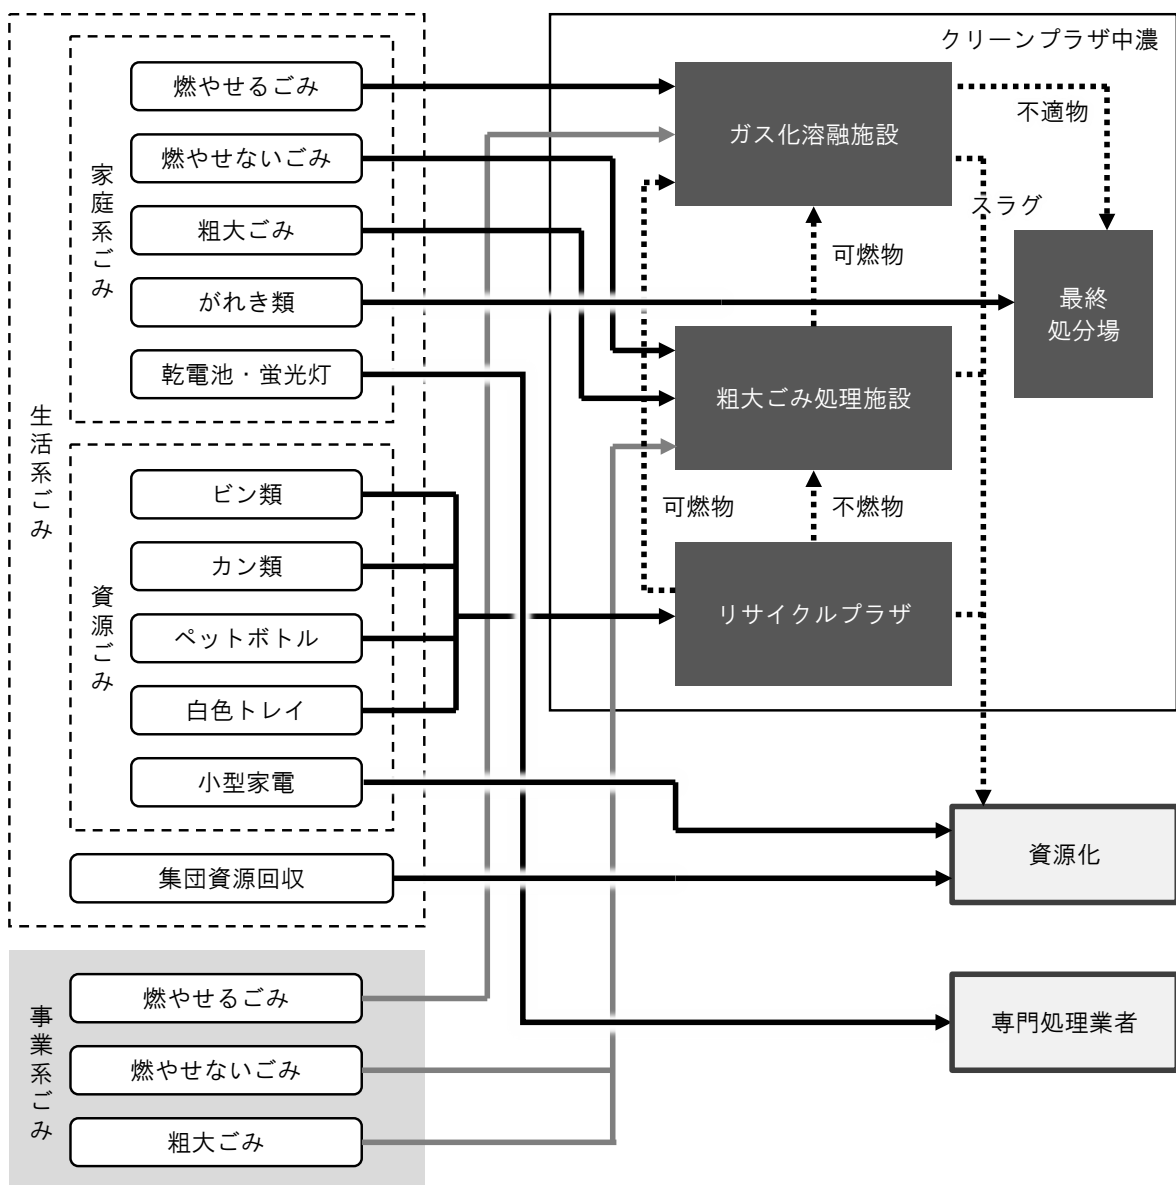 クリーンプラザ中濃
生活系ごみ
家庭系ごみ
燃やせるごみ
燃やせないごみ
粗大ごみ
がれき類
乾電池・蛍光灯
資源ごみ
ビン類
カン類
ペットボトル
白色トレイ
小型家電
集団資源回収
事業系ごみ
燃やせるごみ
燃やせないごみ
粗大ごみ
ガス化溶融施設
不適物
スラグ
可燃物
最終
処分場
粗大ごみ処理施設
可燃物
不燃物
リサイクルプラザ
資源化
専門処理業者